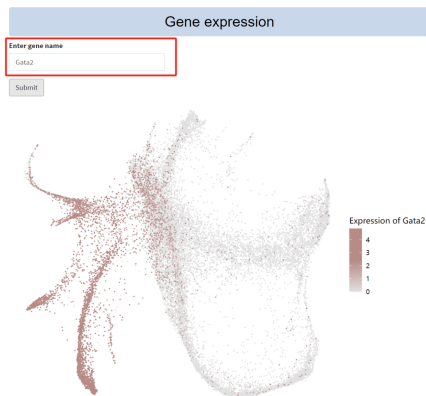 Gene expression
Enter gene name
Gata2
Submit
Expression of Gata2
4
3
2
1
0